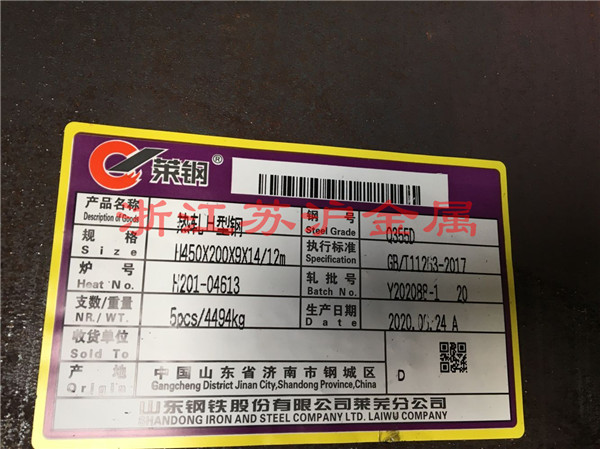 莱钢®
产品名称 热轧H型钢 钢号 Q355D
Description of Goods Steel Grade
规格 H450X200X9X14/12m 执行标准 GB/T11263-2017
Size Specification
炉号 H201-04613 轧批号
Heat No. Batch No.
支数/重量 5pcs/4494kg 生产日期
NR./WT. Date
收货单位
Sold To
产地 中国山东省济南市钢城区 D
Gangcheng District Jinan City,Shandong Province,China
山东钢铁股份有限公司莱芜分公司
SHANDONG IRON AND STEEL COMPANY LTD. LAIWU COMPANY
浙江苏沪金属